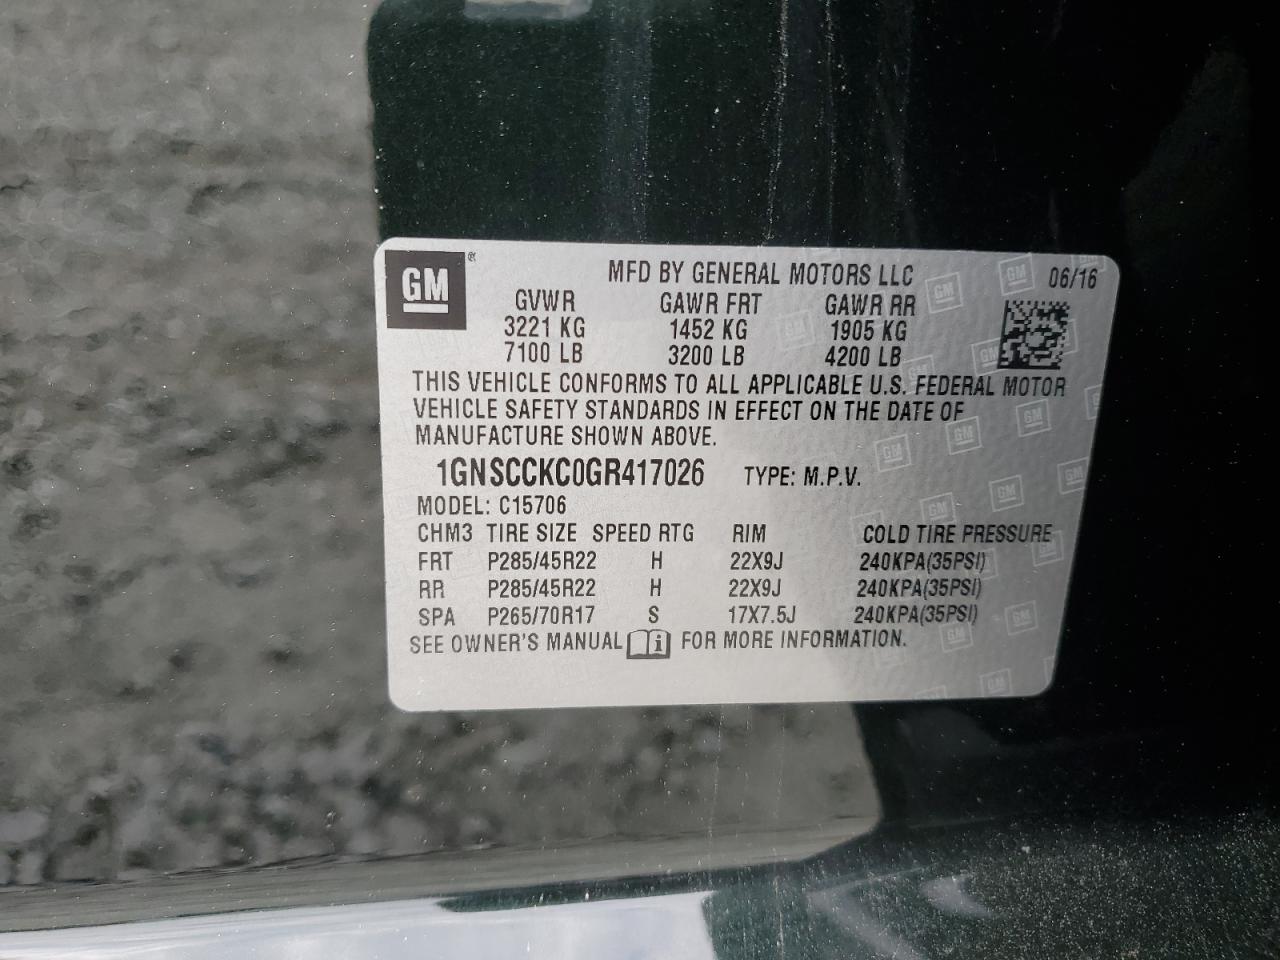 GM ®
MFD BY GENERAL MOTORS LLC 06/16
GVWR GAWR FRT GAWR RR
3221 KG 1452 KG 1905 KG
7100 LB 3200 LB 4200 LB
THIS VEHICLE CONFORMS TO ALL APPLICABLE U.S. FEDERAL MOTOR
VEHICLE SAFETY STANDARDS IN EFFECT ON THE DATE OF
MANUFACTURE SHOWN ABOVE.
1GNSCCKC0GR417026 TYPE: M.P.V.
MODEL: C15706
CHM3 TIRE SIZE SPEED RTG RIM COLD TIRE PRESSURE
FRT P285/45R22 H 22X9J 240KPA(35PSI)
RR P285/45R22 H 22X9J 240KPA(35PSI)
SPA P265/70R17 S 17X7.5J 240KPA(35PSI)
SEE OWNER'S MANUAL i FOR MORE INFORMATION.